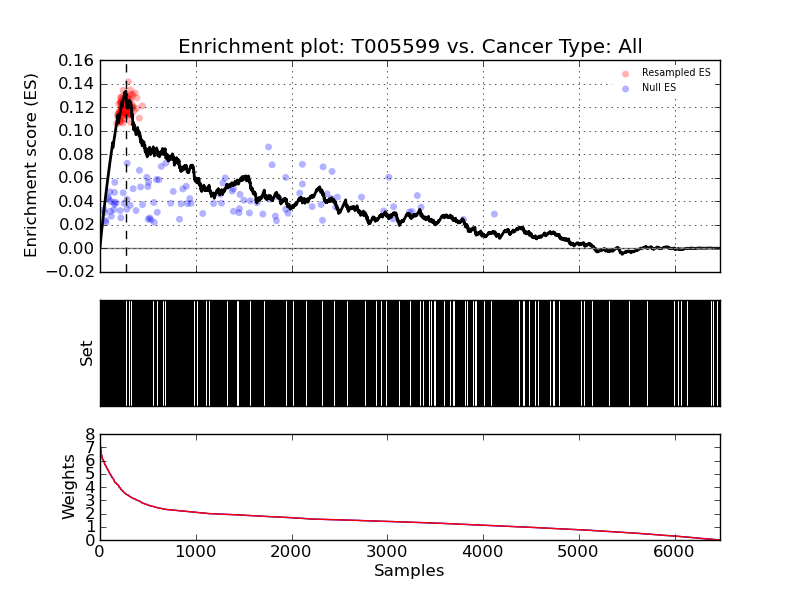 Enrichment plot: T005599 vs. Cancer Type: All
0.16
0.14
0.12
0.10
0.08
0.06
0.04
0.02
0.00
−0.02
Enrichment score (ES)
Resampled ES
Null ES
Set
8
7
6
5
4
3
2
1
0
Weights
0 1000 2000 3000 4000 5000 6000
Samples